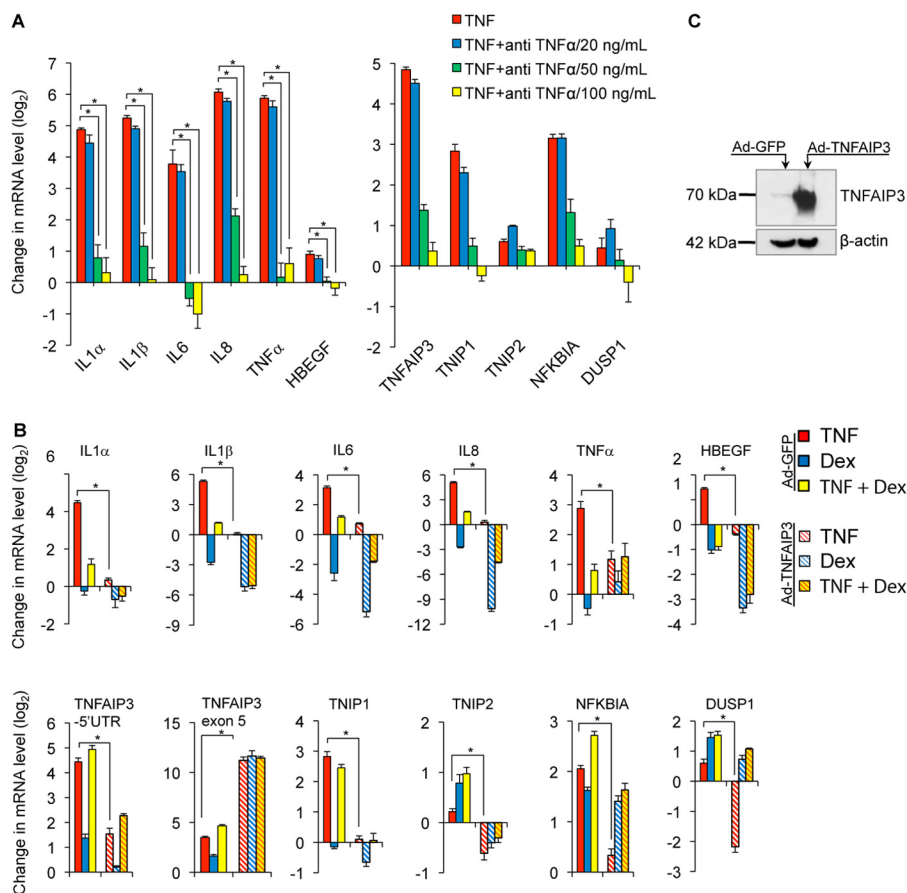 A
TNF
TNF+anti TNFα/20 ng/mL
TNF+anti TNFα/50 ng/mL
TNF+anti TNFα/100 ng/mL
Change in mRNA level (log2)
7
6
5
4
3
2
1
0
-1
-2
* * * * * * * * * * * *
IL1α IL1β IL6 IL8 TNFα HBEGF
5
4
3
2
1
0
-1
-2
TNFAIP3 TNIP1 TNIP2 NFKBIA DUSP1
C
Ad-GFP Ad-TNFAIP3
70 kDa TNFAIP3
42 kDa β-actin
B
Change in mRNA level (log2)
IL1α IL1β IL6 IL8 TNFα HBEGF
6 4 2 0 -2
*
6 3 0 -3 -6 -9
*
4 2 0 -2 -4 -6
*
6 3 0 -3 -6 -9 -12
*
4 3 2 1 0 -1
*
2 1 0 -1 -2 -3 -4
*
Ad-GFP
TNF
Dex
TNF + Dex
Ad-TNFAIP3
TNF
Dex
TNF + Dex
Change in mRNA level (log2)
TNFAIP3
-5'UTR
TNFAIP3
exon 5
TNIP1 TNIP2 NFKBIA DUSP1
6 5 4 3 2 1 0
*
15 10 5 0
*
4 3 2 1 0 -1
*
2 1 0 -1
*
4 3 2 1 0
*
2 1 0 -1 -2 -3
*